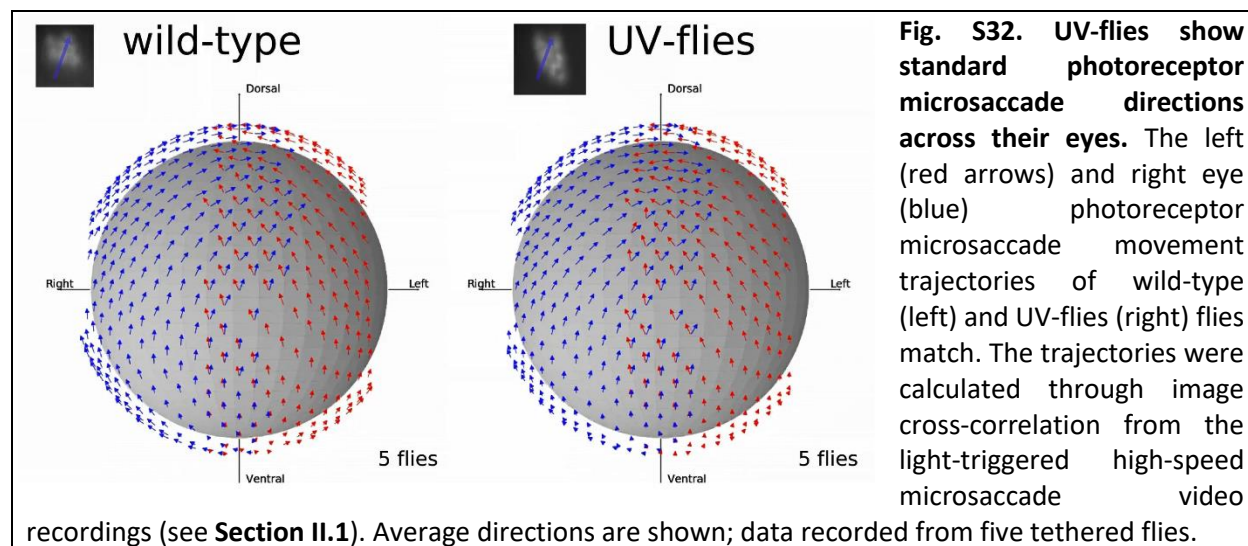 wild-type
Dorsal
Right
Left
Ventral
5 flies
UV-flies
Dorsal
Right
Left
Ventral
5 flies
Fig. S32. UV-flies show
standard photoreceptor
microsaccade directions
across their eyes. The left
(red arrows) and right eye
(blue) photoreceptor
microsaccade movement
trajectories of wild-type
(left) and UV-flies (right) flies
match. The trajectories were
calculated through image
cross-correlation from the
light-triggered high-speed
microsaccade video
recordings (see Section II.1). Average directions are shown; data recorded from five tethered flies.